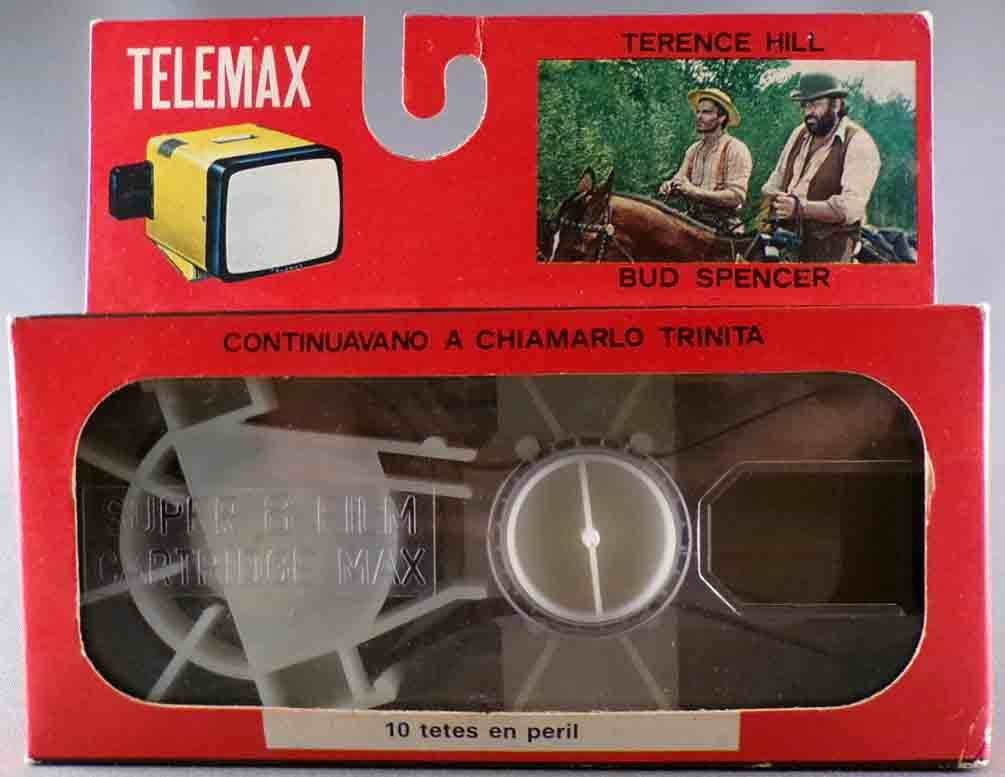 TELEMAX
TERENCE HILL
BUD SPENCER
CONTINUAVANO A CHIAMARLO TRINITA
SUPER 8 FILM
CARTRIDGE MAX
10 tetes en peril